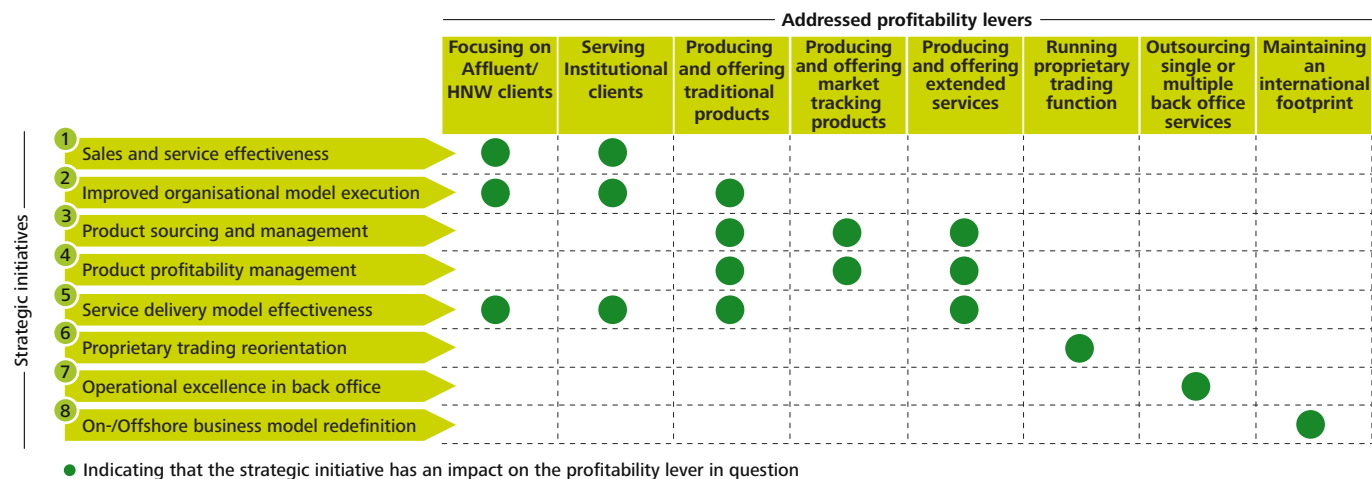 Addressed profitability levers
Focusing on
Affluent/
HNW clients
Serving
Institutional
clients
Producing
and offering
traditional
products
Producing
and offering
market
tracking
products
Producing
and offering
extended
services
Running
proprietary
trading
function
Outsourcing
single or
multiple
back office
services
Maintaining
an
international
footprint
Strategic initiatives
1 Sales and service effectiveness
2 Improved organisational model execution
3 Product sourcing and management
4 Product profitability management
5 Service delivery model effectiveness
6 Proprietary trading reorientation
7 Operational excellence in back office
8 On-/Offshore business model redefinition
Indicating that the strategic initiative has an impact on the profitability lever in question